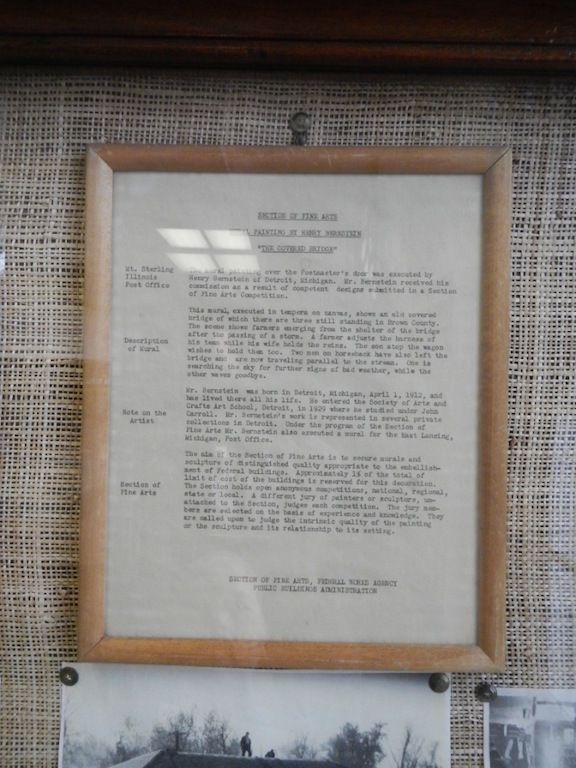 SECTION OF FINE ARTS
PAINTING BY HENRY BERNSTEIN
"THE COVERED BRIDGE"
Mt. Sterling
Illinois
Post Office
painting over the Postmaster's door was executed by
Henry Bernstein of Detroit, Michigan. Mr. Bernstein received his
commission as a result of competent designs submitted in a Section
of Fine Arts Competition.
Description
of Mural
This mural, executed in tempera on canvas, shows an old covered
bridge of which there are three still standing in Brown County.
The scene shows farmers emerging from the shelter of the bridge
after the passing of a storm. A farmer adjusts the harness of
his team while his wife holds the reins. The son stop the wagon
wishes to hold them too. Two men on horseback have also left the
bridge and are now traveling parallel to the stream. One is
searching the sky for further signs of bad weather, while the
other waves goodbye.
Note on the
Artist
Mr. Bernstein was born in Detroit, Michigan, April 1, 1912, and
has lived there all his life. He entered the Society of Arts and
Crafts Art School, Detroit, in 1929 where he studied under John
Carroll. Mr. Bernstein's work is represented in several private
collections in Detroit. Under the program of the Section of
Fine Arts Mr. Bernstein also executed a mural for the East Lansing,
Michigan, Post Office.
Section of
Fine Arts
The aim of the Section of Fine Arts is to secure murals and
sculpture of distinguished quality appropriate to the embellish-
ment of Federal buildings. Approximately 1% of the total of
limit of cost of the buildings is reserved for this decoration.
The Section holds open anonymous competitions, national, regional,
state or local. A different jury of painters or sculptors, un-
attached to the Section, judges each competition. The jury mem-
bers are selected on the basis of experience and knowledge. They
are called upon to judge the intrinsic quality of the painting
or the sculpture and its relationship to its setting.
SECTION OF FINE ARTS, FEDERAL WORKS AGENCY
PUBLIC BUILDINGS ADMINISTRATION